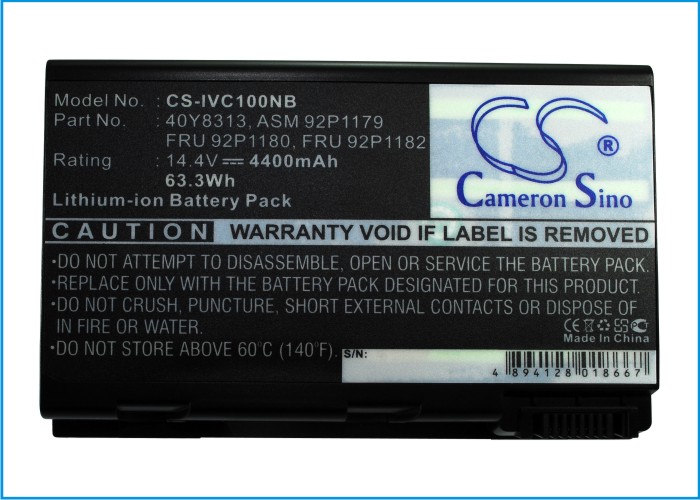 Model No. : CS-IVC100NB
Part No. : 40Y8313, ASM 92P1179
FRU 92P1180, FRU 92P1182
Rating : 14.4V⎓ 4400mAh
63.3Wh
Lithium-ion Battery Pack
CS ®
Cameron Sino
CAUTION WARRANTY VOID IF LABEL IS REMOVED
·DO NOT ATTEMPT TO DISASSEMBLE, OPEN OR SERVICE THE BATTERY PACK.
·REPLACE ONLY WITH THE BATTERY PACK DESIGNATED FOR THIS PRODUCT.
·DO NOT CRUSH, PUNCTURE, SHORT EXTERNAL CONTACTS OR DISPOSE OF
IN FIRE OR WATER.
·DO NOT STORE ABOVE 60°C (140°F).
CE
Made In China
S/N:
4 894128 018667